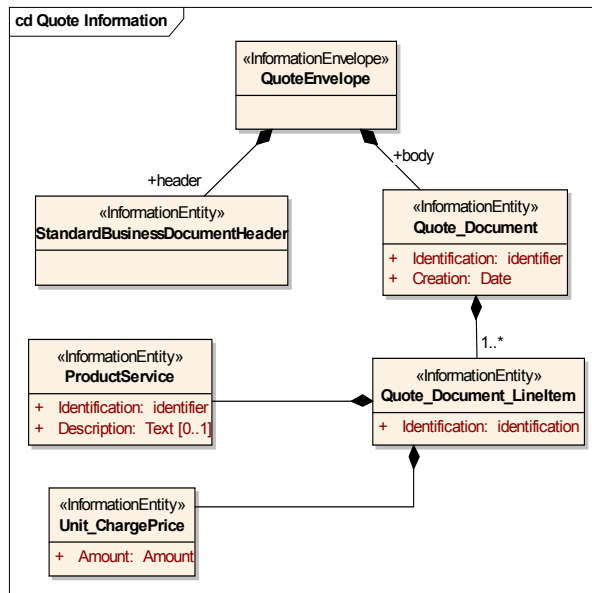 cd Quote Information
«InformationEnvelope»
QuoteEnvelope
+header
+body
«InformationEntity»
StandardBusinessDocumentHeader
«InformationEntity»
Quote_Document
+ Identification: identifier
+ Creation: Date
1..*
«InformationEntity»
ProductService
+ Identification: identifier
+ Description: Text [0..1]
«InformationEntity»
Quote_Document_LineItem
+ Identification: identification
«InformationEntity»
Unit_ChargePrice
+ Amount: Amount